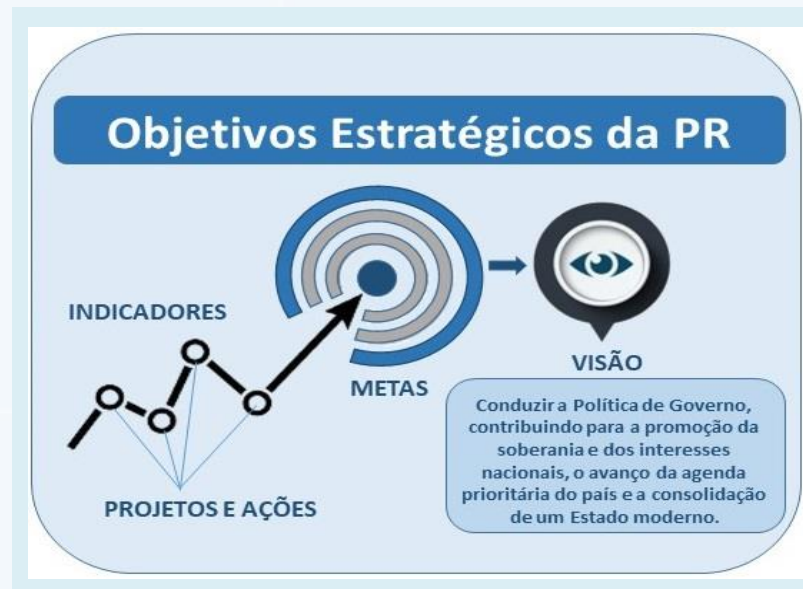 Objetivos Estratégicos da PR
INDICADORES
METAS
VISÃO
PROJETOS E AÇÕES
Conduzir a Política de Governo,
contribuindo para a promoção da
soberania e dos interesses
nacionais, o avanço da agenda
prioritária do país e a consolidação
de um Estado moderno.